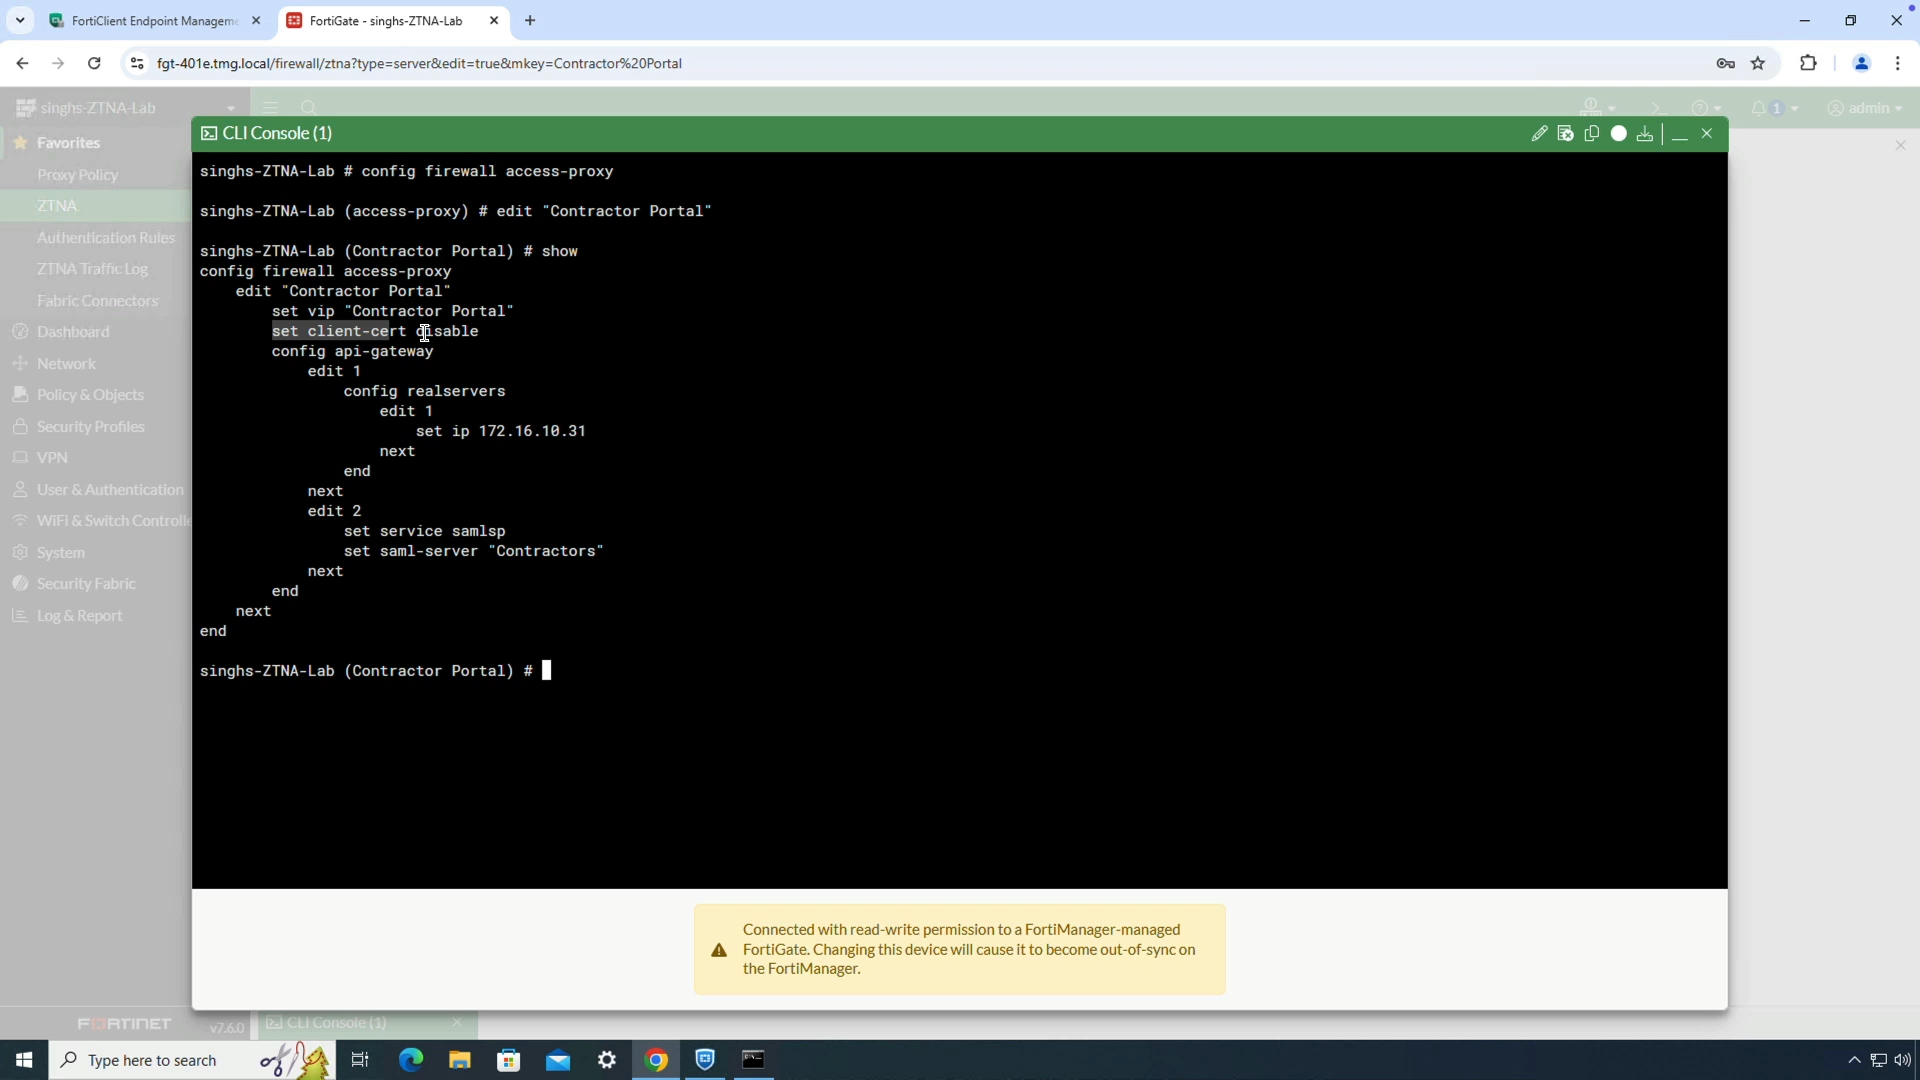 FortiClient Endpoint Managem
FortiGate - singhs-ZTNA-Lab
fgt-401e.tmg.local/firewall/ztna?type=server&edit=true&mkey=Contractor%20Portal
singhs-ZTNA-Lab
1
admin
Favorites
Proxy Policy
ZTNA
Authentication Rules
ZTNA Traffic Log
Fabric Connectors
Dashboard
Network
Policy & Objects
Security Profiles
VPN
User & Authentication
WiFi & Switch Controlle
System
Security Fabric
Log & Report
CLI Console (1)
singhs-ZTNA-Lab # config firewall access-proxy
singhs-ZTNA-Lab (access-proxy) # edit "Contractor Portal"
singhs-ZTNA-Lab (Contractor Portal) # show
config firewall access-proxy
edit "Contractor Portal"
set vip "Contractor Portal"
set client-cert disable
config api-gateway
edit 1
config realservers
edit 1
set ip 172.16.10.31
next
end
next
edit 2
set service samlsp
set saml-server "Contractors"
next
end
next
end
singhs-ZTNA-Lab (Contractor Portal) #
Connected with read-write permission to a FortiManager-managed
FortiGate. Changing this device will cause it to become out-of-sync on
the FortiManager.
FORTINET
v7.6.0
CLI Console (1)
Type here to search